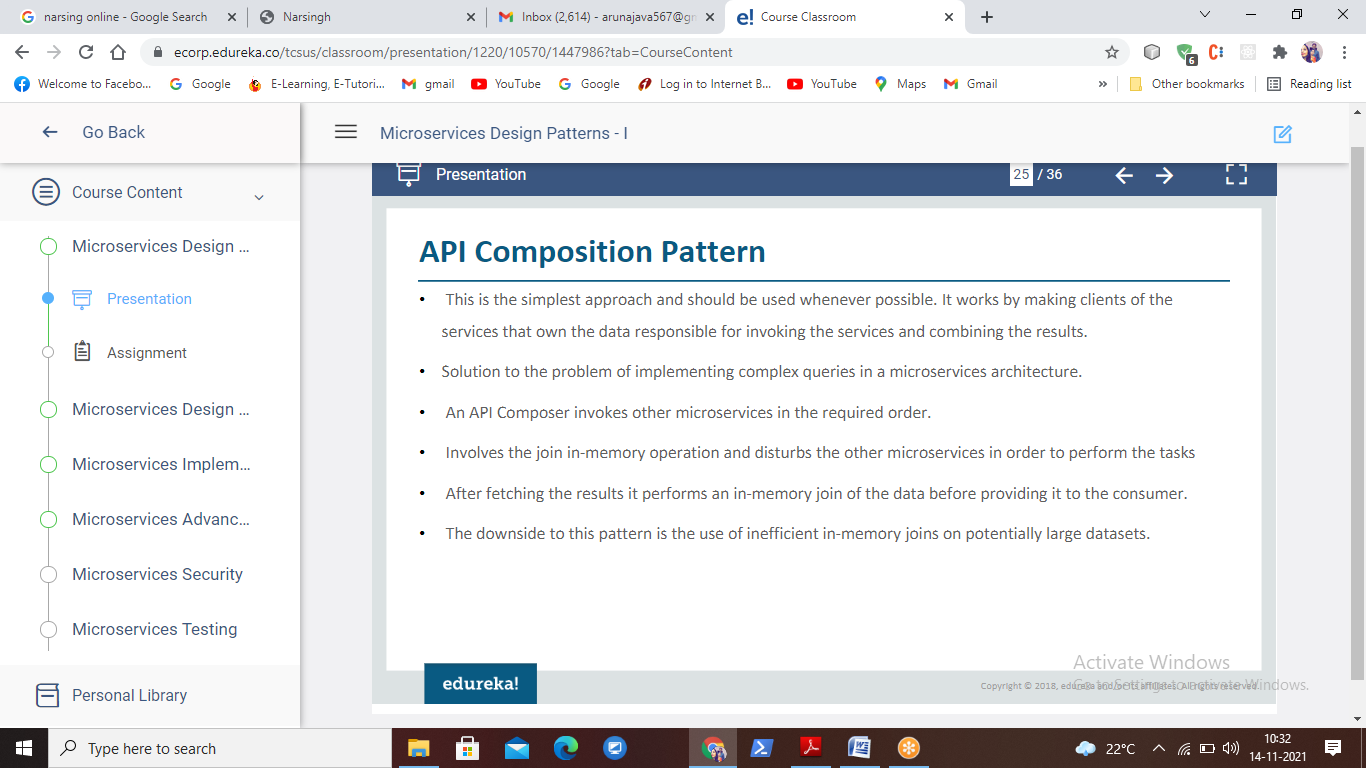 narsing online - Google Search
Narsingh
Inbox (2,614) - arunajava567@gn
e! Course Classroom
ecorp.edureka.co/tcsus/classroom/presentation/1220/10570/1447986?tab=CourseContent
6
Welcome to Facebo...
Google
E-Learning, E-Tutori...
gmail
YouTube
Google
Log in to Internet B...
YouTube
Maps
Gmail
»
Other bookmarks
Reading list
Go Back
Microservices Design Patterns - I
Course Content
Presentation
25 / 36
Microservices Design ...
Presentation
Assignment
Microservices Design ...
Microservices Implem...
Microservices Advanc...
Microservices Security
Microservices Testing
Personal Library
API Composition Pattern
• This is the simplest approach and should be used whenever possible. It works by making clients of the
services that own the data responsible for invoking the services and combining the results.
• Solution to the problem of implementing complex queries in a microservices architecture.
• An API Composer invokes other microservices in the required order.
• Involves the join in-memory operation and disturbs the other microservices in order to perform the tasks
• After fetching the results it performs an in-memory join of the data before providing it to the consumer.
• The downside to this pattern is the use of inefficient in-memory joins on potentially large datasets.
edureka!
Copyright © 2018, edureka and/or its affiliates. All rights reserved.
Activate Windows
Go to Settings to activate Windows.
Type here to search
22°C
10:32
14-11-2021